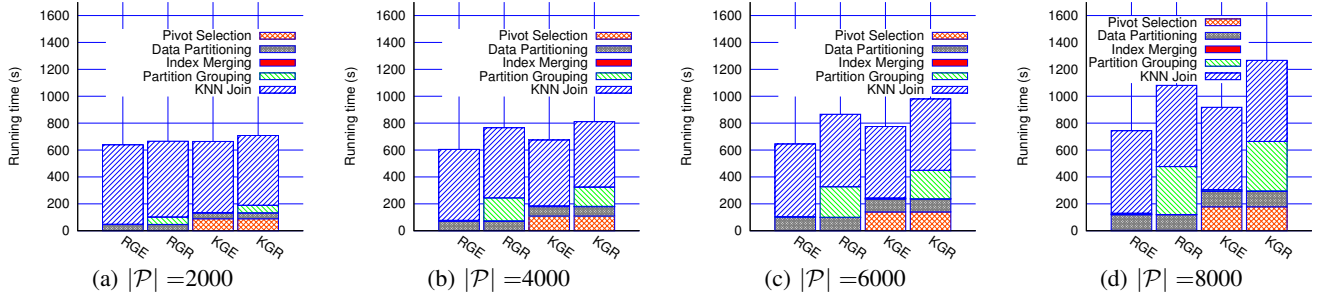 Running time (s)
1600
1400
1200
1000
800
600
400
200
0
Pivot Selection
Data Partitioning
Index Merging
Partition Grouping
KNN Join
RGE
RGR
KGE
KGR
(a) |𝒫| =2000
Running time (s)
1600
1400
1200
1000
800
600
400
200
0
Pivot Selection
Data Partitioning
Index Merging
Partition Grouping
KNN Join
RGE
RGR
KGE
KGR
(b) |𝒫| =4000
Running time (s)
1600
1400
1200
1000
800
600
400
200
0
Pivot Selection
Data Partitioning
Index Merging
Partition Grouping
KNN Join
RGE
RGR
KGE
KGR
(c) |𝒫| =6000
Running time (s)
1600
1400
1200
1000
800
600
400
200
0
Pivot Selection
Data Partitioning
Index Merging
Partition Grouping
KNN Join
RGE
RGR
KGE
KGR
(d) |𝒫| =8000